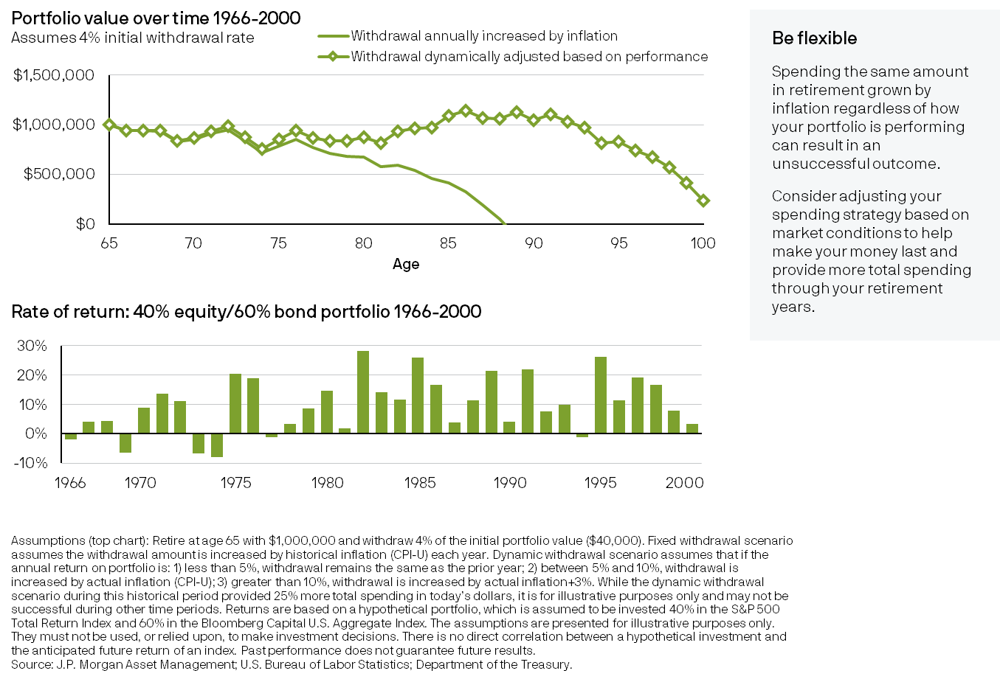 Portfolio value over time 1966-2000
Assumes 4% initial withdrawal rate
Withdrawal annually increased by inflation
Withdrawal dynamically adjusted based on performance
$1,500,000
$1,000,000
$500,000
$0
65 70 75 80 85 90 95 100
Age
Be flexible
Spending the same amount
in retirement grown by
inflation regardless of how
your portfolio is performing
can result in an
unsuccessful outcome.
Consider adjusting your
spending strategy based on
market conditions to help
make your money last and
provide more total spending
through your retirement
years.
Rate of return: 40% equity/60% bond portfolio 1966-2000
30%
20%
10%
0%
-10%
1966 1970 1975 1980 1985 1990 1995 2000
Assumptions (top chart): Retire at age 65 with $1,000,000 and withdraw 4% of the initial portfolio value ($40,000). Fixed withdrawal scenario
assumes the withdrawal amount is increased by historical inflation (CPI-U) each year. Dynamic withdrawal scenario assumes that if the
annual return on portfolio is: 1) less than 5%, withdrawal remains the same as the prior year; 2) between 5% and 10%, withdrawal is
increased by actual inflation (CPI-U); 3) greater than 10%, withdrawal is increased by actual inflation+3%. While the dynamic withdrawal
scenario during this historical period provided 25% more total spending in today's dollars, it is for illustrative purposes only and may not be
successful during other time periods. Returns are based on a hypothetical portfolio, which is assumed to be invested 40% in the S&P 500
Total Return Index and 60% in the Bloomberg Capital U.S. Aggregate Index. The assumptions are presented for illustrative purposes only.
They must not be used, or relied upon, to make investment decisions. There is no direct correlation between a hypothetical investment and
the anticipated future return of an index. Past performance does not guarantee future results.
Source: J.P. Morgan Asset Management; U.S. Bureau of Labor Statistics; Department of the Treasury.